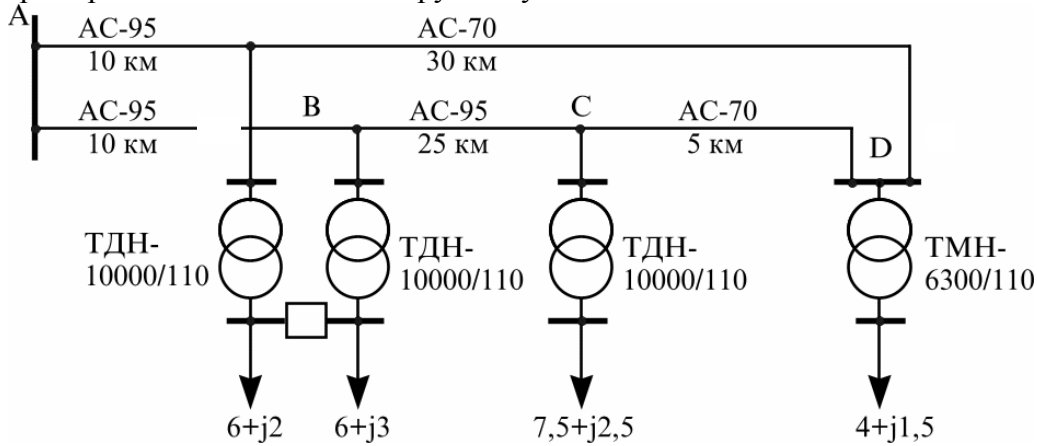 А
АС-95
10 км
АС-70
30 км
АС-95
10 км
В
АС-95
25 км
С
АС-70
5 км
D
ТДН-
10000/110
ТДН-
10000/110
ТДН-
10000/110
ТМН-
6300/110
6+j2
6+j3
7,5+j2,5
4+j1,5